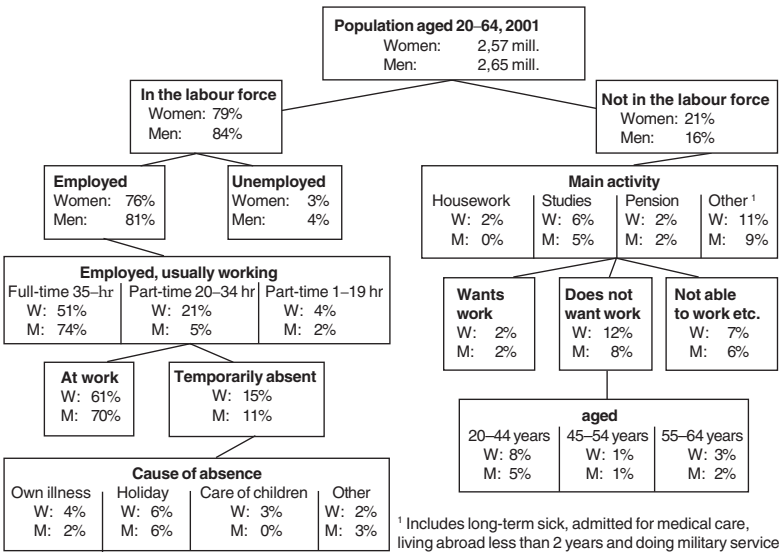 Population aged 20–64, 2001
Women: 2,57 mill.
Men: 2,65 mill.
In the labour force
Women: 79%
Men: 84%
Not in the labour force
Women: 21%
Men: 16%
Employed
Women: 76%
Men: 81%
Unemployed
Women: 3%
Men: 4%
Main activity
Housework Studies Pension Other 1
W: 2% W: 6% W: 2% W: 11%
M: 0% M: 5% M: 2% M: 9%
Employed, usually working
Full-time 35–hr Part-time 20–34 hr Part-time 1–19 hr
W: 51% W: 21% W: 4%
M: 74% M: 5% M: 2%
Wants
work
W: 2%
M: 2%
Does not
want work
W: 12%
M: 8%
Not able
to work etc.
W: 7%
M: 6%
At work
W: 61%
M: 70%
Temporarily absent
W: 15%
M: 11%
aged
20–44 years 45–54 years 55–64 years
W: 8% W: 1% W: 3%
M: 5% M: 1% M: 2%
Cause of absence
Own illness Holiday Care of children Other
W: 4% W: 6% W: 3% W: 2%
M: 2% M: 6% M: 0% M: 3%
1 Includes long-term sick, admitted for medical care,
living abroad less than 2 years and doing military service